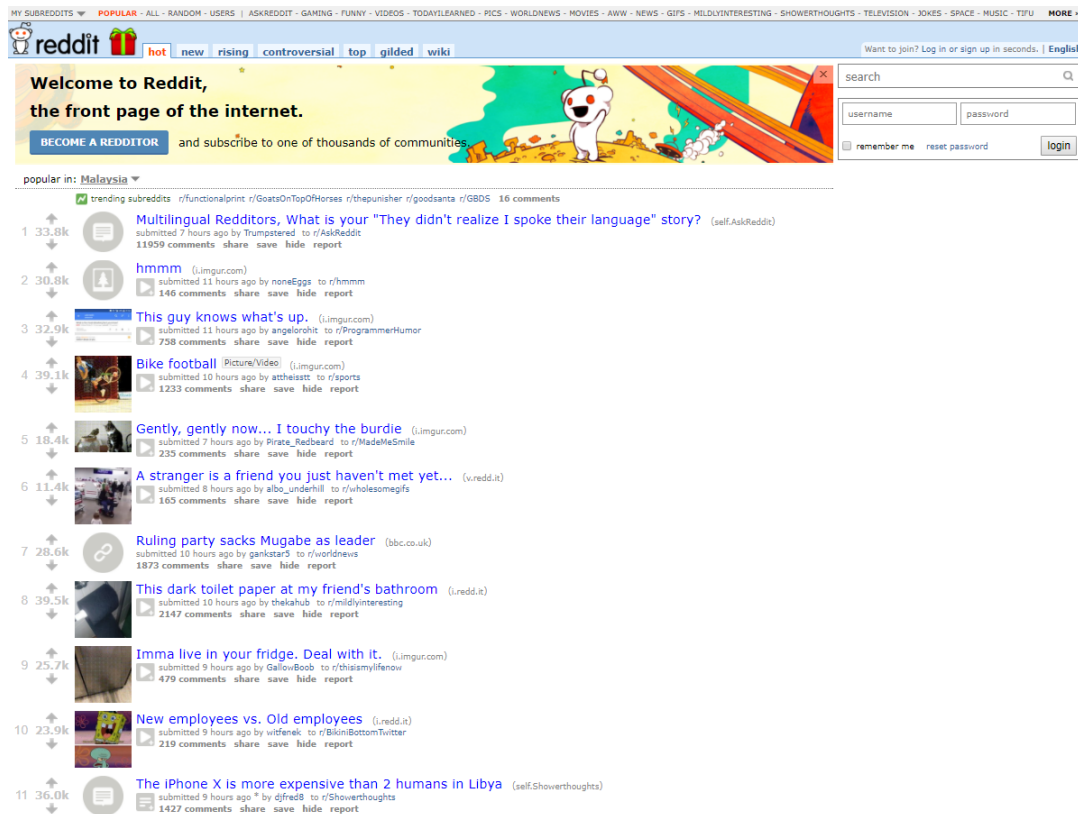 MY SUBREDDITS POPULAR - ALL - RANDOM - USERS | ASKREDDIT - GAMING - FUNNY - VIDEOS - TODAYILEARNED - PICS - WORLDNEWS - MOVIES - AWW - NEWS - GIFS - MILDLYINTERESTING - SHOWERTHOUGHTS - TELEVISION - JOKES - SPACE - MUSIC - TIFU MORE »
reddit hot new rising controversial top gilded wiki
Want to join? Log in or sign up in seconds. | English
Welcome to Reddit,
the front page of the internet.
BECOME A REDDITOR and subscribe to one of thousands of communities.
×
search
username password
remember me reset password login
popular in: Malaysia
trending subreddits r/functionalprint r/GoatsOnTopOfHorses r/thepunisher r/goodsanta r/GBDS 16 comments
1 33.8k
Multilingual Redditors, What is your "They didn't realize I spoke their language" story? (self.AskReddit)
submitted 7 hours ago by Trumpstered to r/AskReddit
11959 comments share save hide report
2 30.8k
hmmm (i.imgur.com)
submitted 11 hours ago by noneEggs to r/hmmm
146 comments share save hide report
3 32.9k
This guy knows what's up. (i.imgur.com)
submitted 11 hours ago by angelorohit to r/ProgrammerHumor
758 comments share save hide report
4 39.1k
Bike football Picture/Video (i.imgur.com)
submitted 10 hours ago by attheisstt to r/sports
1233 comments share save hide report
5 18.4k
Gently, gently now... I touchy the burdie (i.imgur.com)
submitted 7 hours ago by Pirate_Redbeard to r/MadeMeSmile
235 comments share save hide report
6 11.4k
A stranger is a friend you just haven't met yet... (v.redd.it)
submitted 8 hours ago by albo_underhill to r/wholesomegifs
165 comments share save hide report
7 28.6k
Ruling party sacks Mugabe as leader (bbc.co.uk)
submitted 10 hours ago by gankstar5 to r/worldnews
1873 comments share save hide report
8 39.5k
This dark toilet paper at my friend's bathroom (i.redd.it)
submitted 10 hours ago by thekahub to r/mildlyinteresting
2147 comments share save hide report
9 25.7k
Imma live in your fridge. Deal with it. (i.imgur.com)
submitted 9 hours ago by GallowBoob to r/thisismylifenow
479 comments share save hide report
10 23.9k
New employees vs. Old employees (i.redd.it)
submitted 9 hours ago by witfenek to r/BikiniBottomTwitter
219 comments share save hide report
11 36.0k
The iPhone X is more expensive than 2 humans in Libya (self.Showerthoughts)
submitted 9 hours ago * by djfred8 to r/Showerthoughts
1427 comments share save hide report